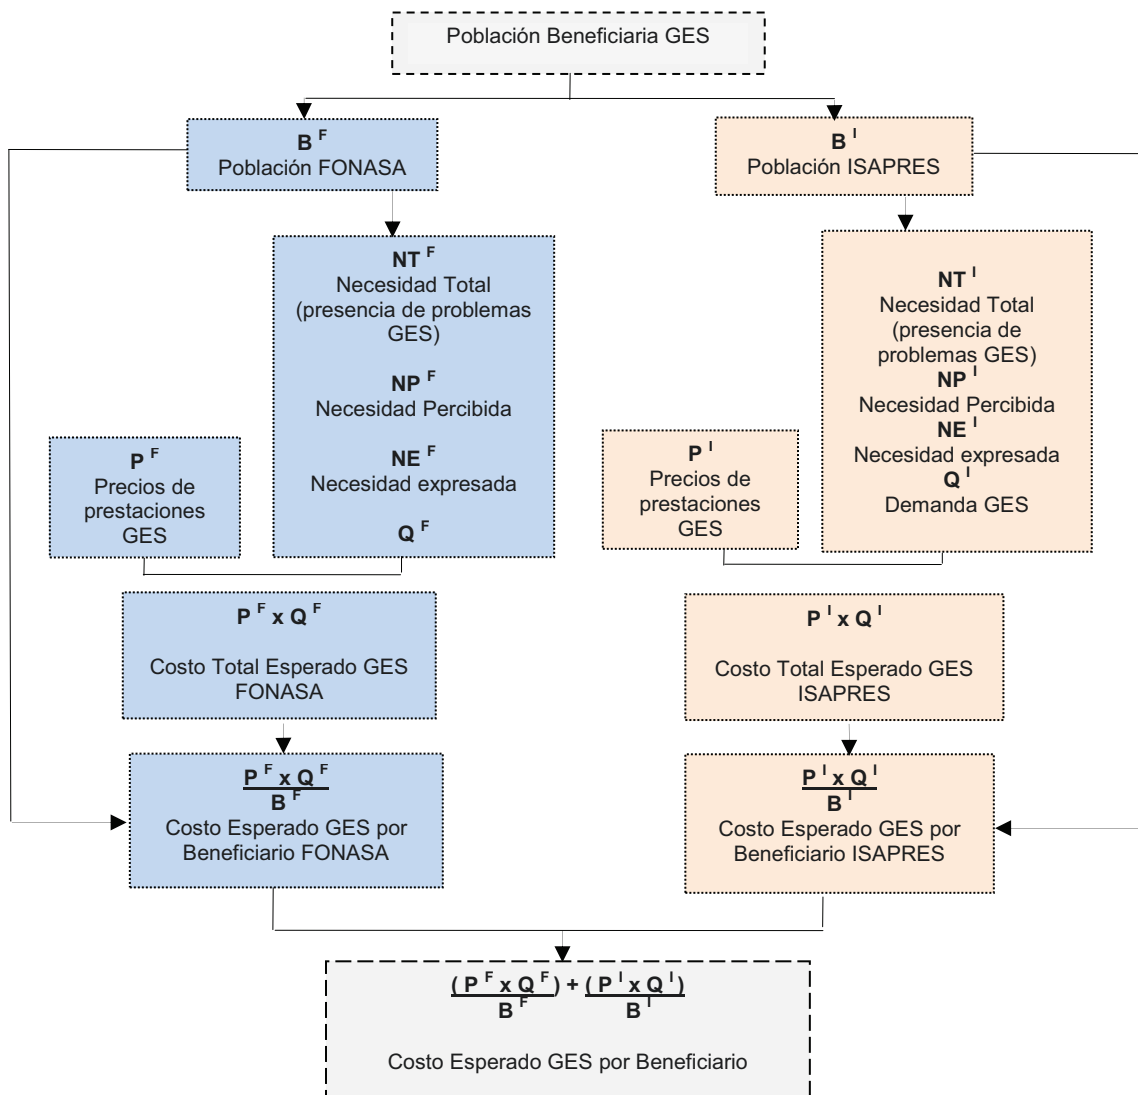 Población Beneficiaria GES
B F
Población FONASA
B I
Población ISAPRES
NT F
Necesidad Total
(presencia de problemas
GES)
NP F
Necesidad Percibida
NE F
Necesidad expresada
Q F
NT I
Necesidad Total
(presencia de
problemas GES)
NP I
Necesidad Percibida
NE I
Necesidad expresada
Q I
Demanda GES
P F
Precios de
prestaciones
GES
P I
Precios de
prestaciones
GES
P F x Q F
Costo Total Esperado GES
FONASA
P I x Q I
Costo Total Esperado GES
ISAPRES
P F x Q F
B F
Costo Esperado GES por
Beneficiario FONASA
P I x Q I
B I
Costo Esperado GES por
Beneficiario ISAPRES
( P F x Q F ) + ( P I x Q I )
B F B I
Costo Esperado GES por Beneficiario